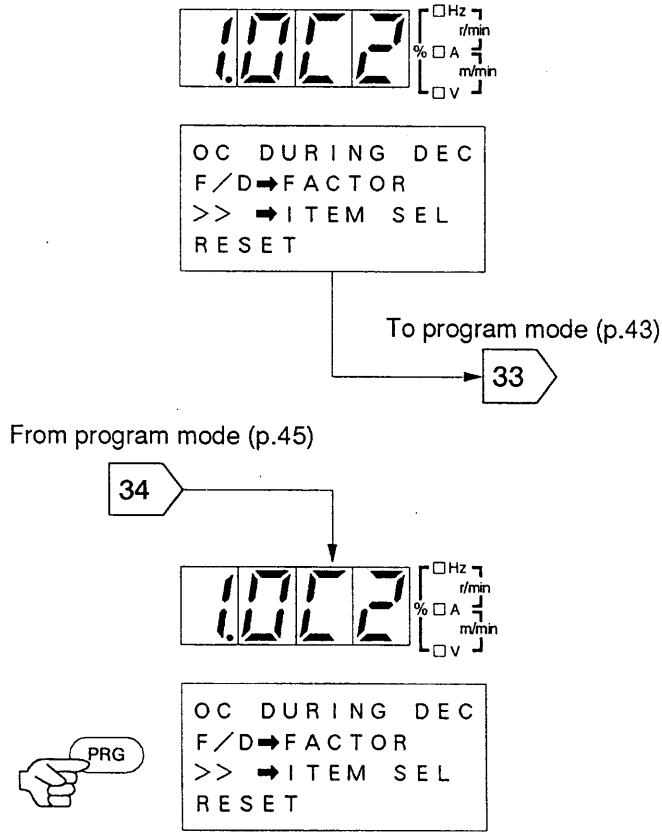 1.OC2
Hz
r/min
% A
m/min
V
OC DURING DEC
F/D➡FACTOR
>> ➡ITEM SEL
RESET
To program mode (p.43)
33
From program mode (p.45)
34
1.OC2
Hz
r/min
% A
m/min
V
OC DURING DEC
F/D➡FACTOR
>> ➡ITEM SEL
RESET
PRG